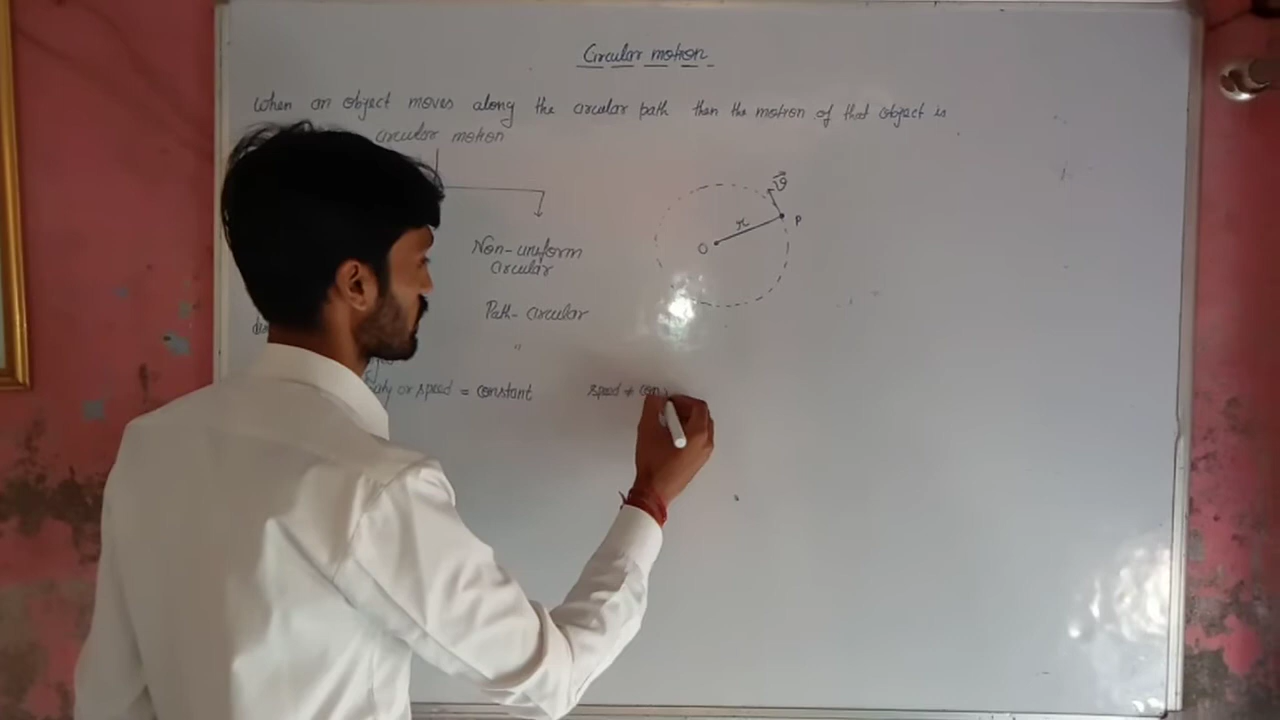 Circular motion
When an object moves along the circular path then the motion of that object is
circular motion
Non-uniform
circular
Path- circular
"
or speed = constant speed ≠ con
v
r
O
P